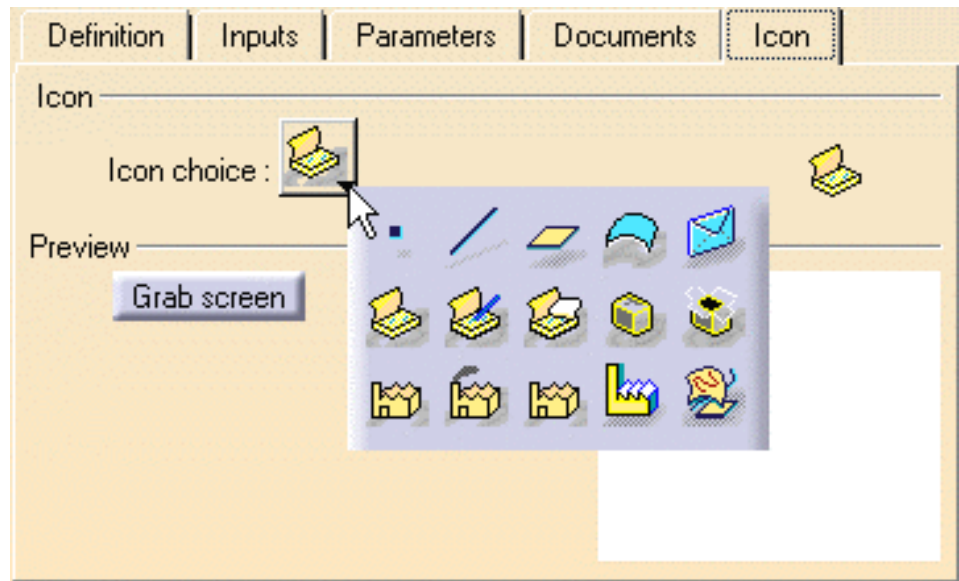 Definition Inputs Parameters Documents Icon
Icon
Icon choice :
Preview
Grab screen